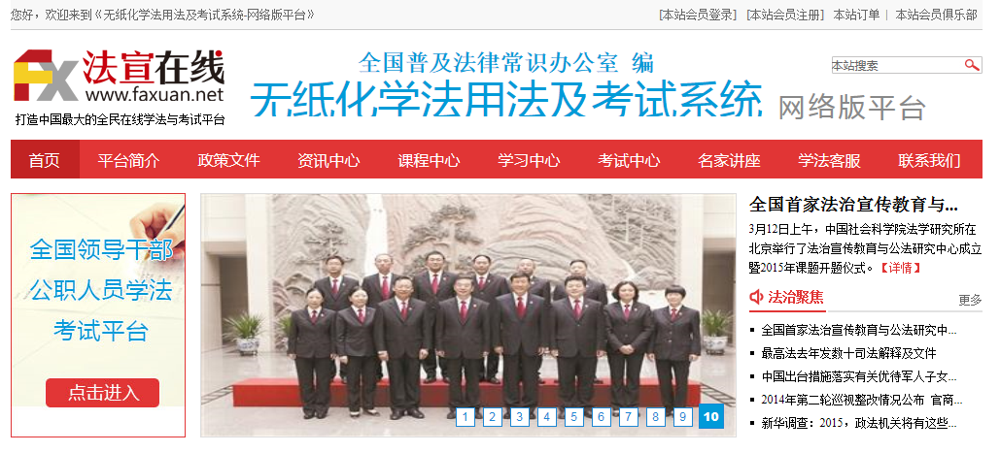 您好，欢迎来到《无纸化学法用法及考试系统-网络版平台》
[本站会员登录] [本站会员注册] 本站订单 | 本站会员俱乐部
FX 法宣在线
www.faxuan.net
打造中国最大的全民在线学法与考试平台
全国普及法律常识办公室 编
无纸化学法用法及考试系统 网络版平台
本站搜索
首页 平台简介 政策文件 资讯中心 课程中心 学习中心 考试中心 名家讲座 学法客服 联系我们
全国领导干部
公职人员学法
考试平台
点击进入
1 2 3 4 5 6 7 8 9 10
全国首家法治宣传教育与...
3月12日上午，中国社会科学院法学研究所在
北京举行了法治宣传教育与公法研究中心成立
暨2015年课题开题仪式。【详情】
法治聚焦 更多
全国首家法治宣传教育与公法研究中...
最高法去年发数十司法解释及文件
中国出台措施落实有关优待军人子女...
2014年第二轮巡视整改情况公布 官商...
新华调查：2015，政法机关将有这些...